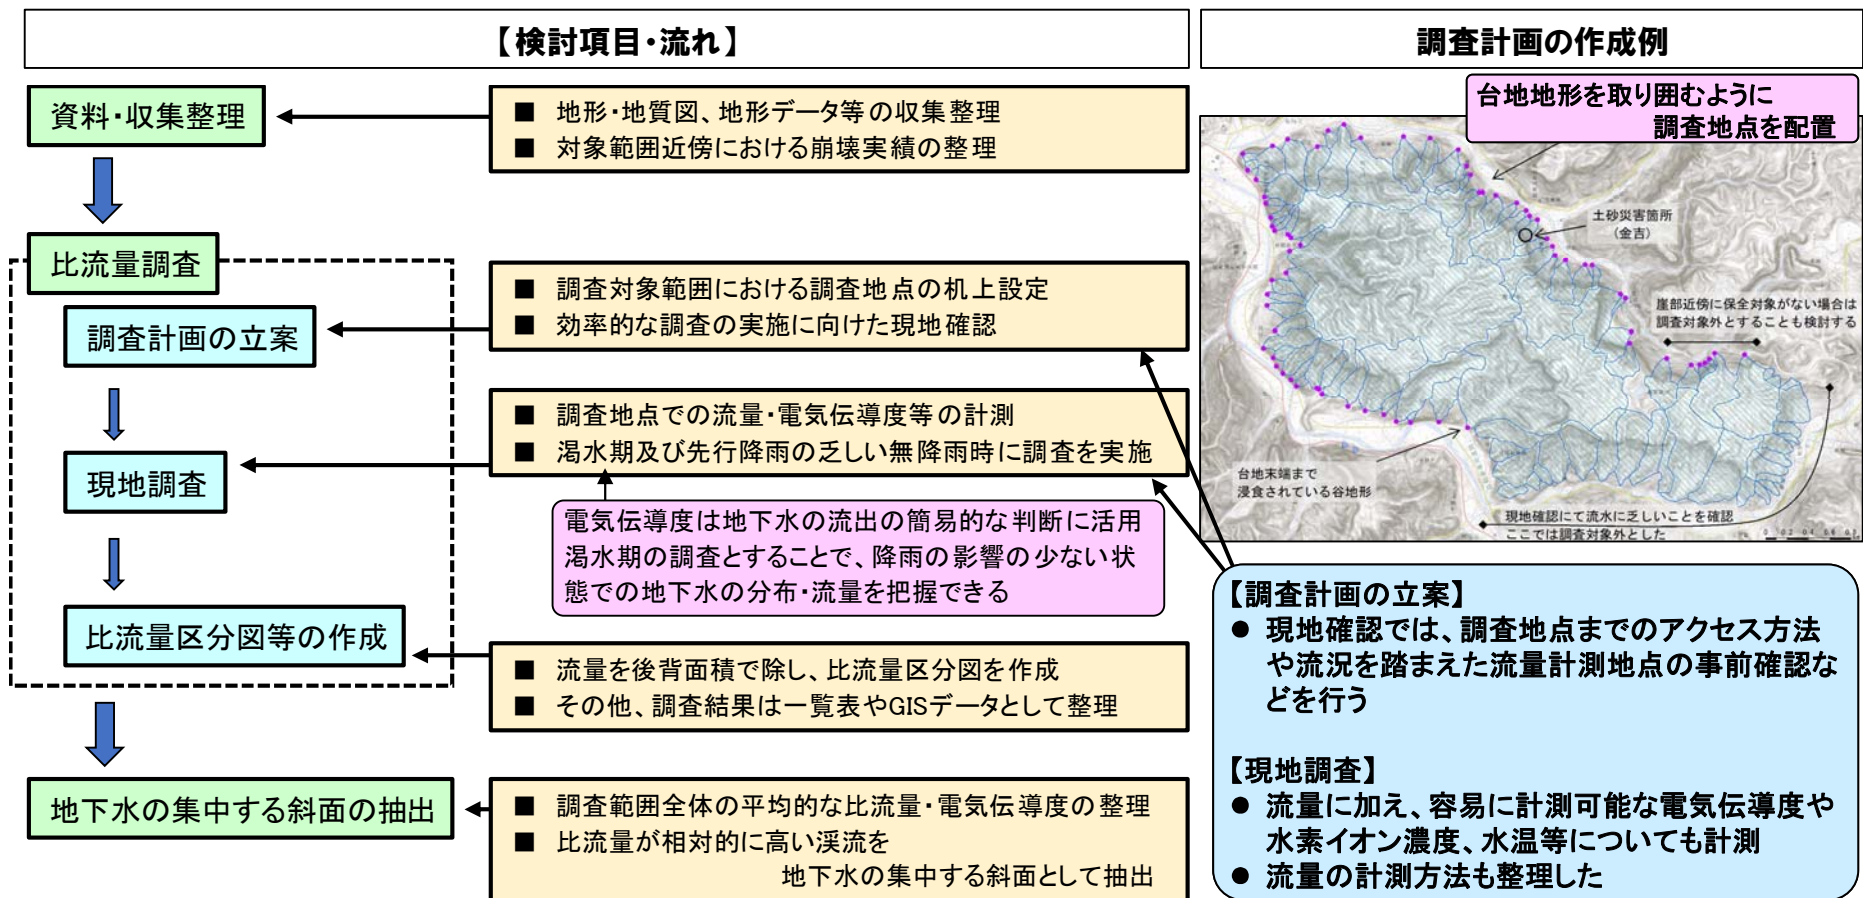 【検討項目・流れ】
資料・収集整理
■ 地形・地質図、地形データ等の収集整理
■ 対象範囲近傍における崩壊実績の整理
比流量調査
調査計画の立案
■ 調査対象範囲における調査地点の机上設定
■ 効率的な調査の実施に向けた現地確認
現地調査
■ 調査地点での流量・電気伝導度等の計測
■ 渇水期及び先行降雨の乏しい無降雨時に調査を実施
電気伝導度は地下水の流出の簡易的な判断に活用
渇水期の調査とすることで、降雨の影響の少ない状
態での地下水の分布・流量を把握できる
比流量区分図等の作成
■ 流量を後背面積で除し、比流量区分図を作成
■ その他、調査結果は一覧表やGISデータとして整理
地下水の集中する斜面の抽出
■ 調査範囲全体の平均的な比流量・電気伝導度の整理
■ 比流量が相対的に高い渓流を
地下水の集中する斜面として抽出
調査計画の作成例
台地地形を取り囲むように
調査地点を配置
土砂災害箇所
(金吉)
崖部近傍に保全対象がない場合は
調査対象外とすることも検討する
台地末端まで
浸食されている谷地形
現地確認にて流水に乏しいことを確認
ここでは調査対象外とした
【調査計画の立案】
● 現地確認では、調査地点までのアクセス方法
や流況を踏まえた流量計測地点の事前確認な
どを行う
【現地調査】
● 流量に加え、容易に計測可能な電気伝導度や
水素イオン濃度、水温等についても計測
● 流量の計測方法も整理した